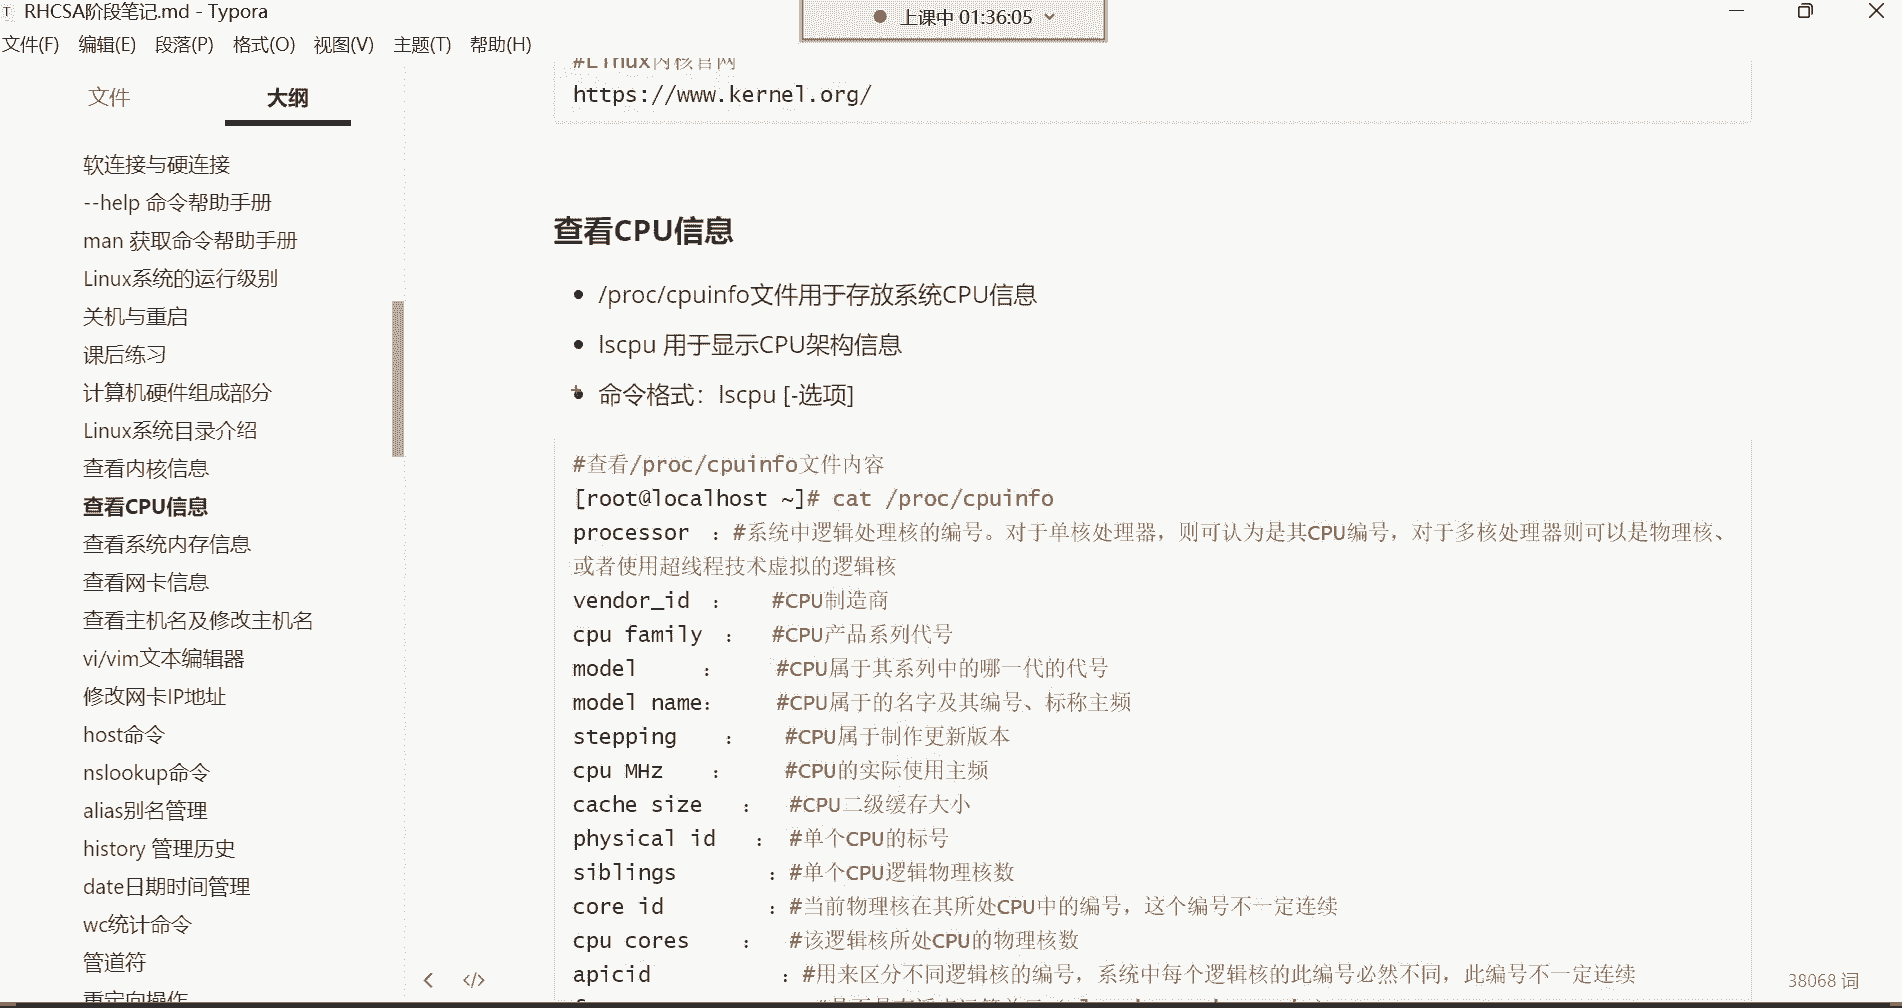 RHCSA阶段笔记.md - Typora
上课中 01:36:05
文件(F) 编辑(E) 段落(P) 格式(O) 视图(V) 主题(T) 帮助(H)
文件 大纲
软连接与硬连接
--help 命令帮助手册
man 获取命令帮助手册
Linux系统的运行级别
关机与重启
课后练习
计算机硬件组成部分
Linux系统目录介绍
查看内核信息
查看CPU信息
查看系统内存信息
查看网卡信息
查看主机名及修改主机名
vi/vim文本编辑器
修改网卡IP地址
host命令
nslookup命令
alias别名管理
history 管理历史
date日期时间管理
wc统计命令
管道符
重定向操作
#Linux内核官网
https://www.kernel.org/
查看CPU信息
/proc/cpuinfo文件用于存放系统CPU信息
lscpu 用于显示CPU架构信息
命令格式：lscpu [-选项]
#查看/proc/cpuinfo文件内容
[root@localhost ~]# cat /proc/cpuinfo
processor ：#系统中逻辑处理核的编号。对于单核处理器，则可认为是其CPU编号，对于多核处理器则可以是物理核、
或者使用超线程技术虚拟的逻辑核
vendor_id ： #CPU制造商
cpu family ： #CPU产品系列代号
model ： #CPU属于其系列中的哪一代的代号
model name： #CPU属于的名字及其编号、标称主频
stepping ： #CPU属于制作更新版本
cpu MHz ： #CPU的实际使用主频
cache size ： #CPU二级缓存大小
physical id ： #单个CPU的标号
siblings ：#单个CPU逻辑物理核数
core id ：#当前物理核在其所处CPU中的编号，这个编号不一定连续
cpu cores ： #该逻辑核所处CPU的物理核数
apicid ：#用来区分不同逻辑核的编号，系统中每个逻辑核的此编号必然不同，此编号不一定连续
38068 词